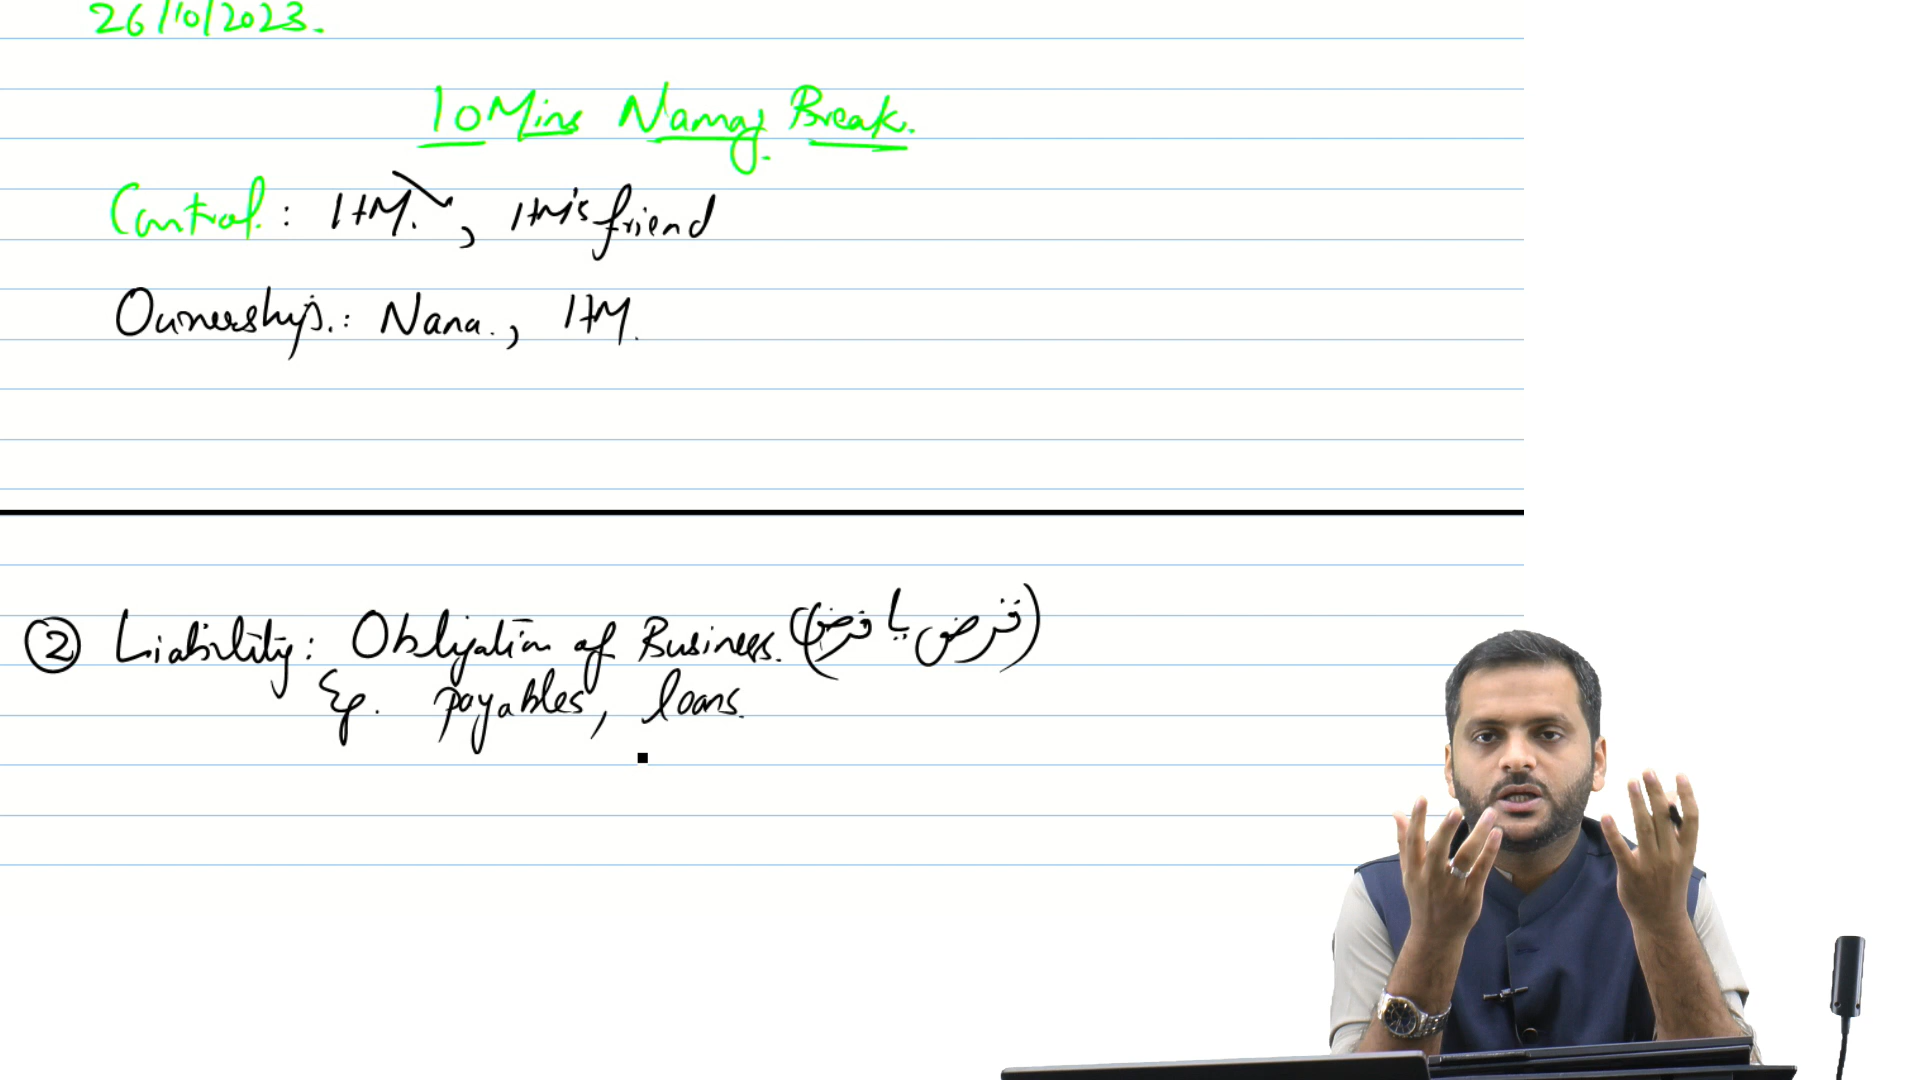 26/10/2023.
10 Mins Namaz Break.
Control: HM., HM's friend
Ownership.: Nana., HM.
② Liability: Obligation of Business. (قرض یا فرض)
Eg. payables, loans.